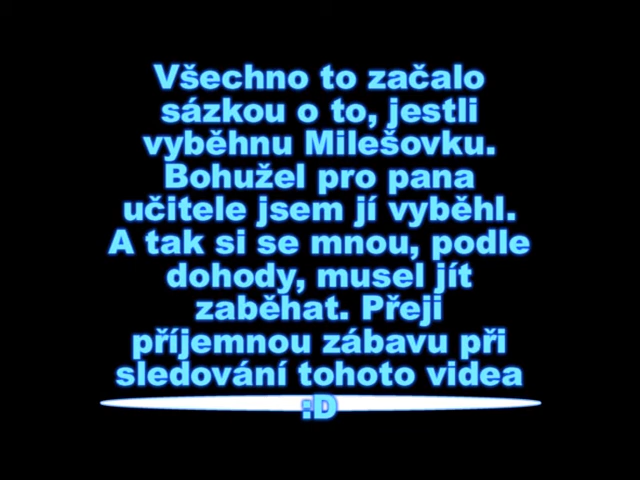 Všechno to začalo
sázkou o to, jestli
vyběhnu Milešovku.
Bohužel pro pana
učitele jsem jí vyběhl.
A tak si se mnou, podle
dohody, musel jít
zaběhat. Přeji
příjemnou zábavu při
sledování tohoto videa
:D